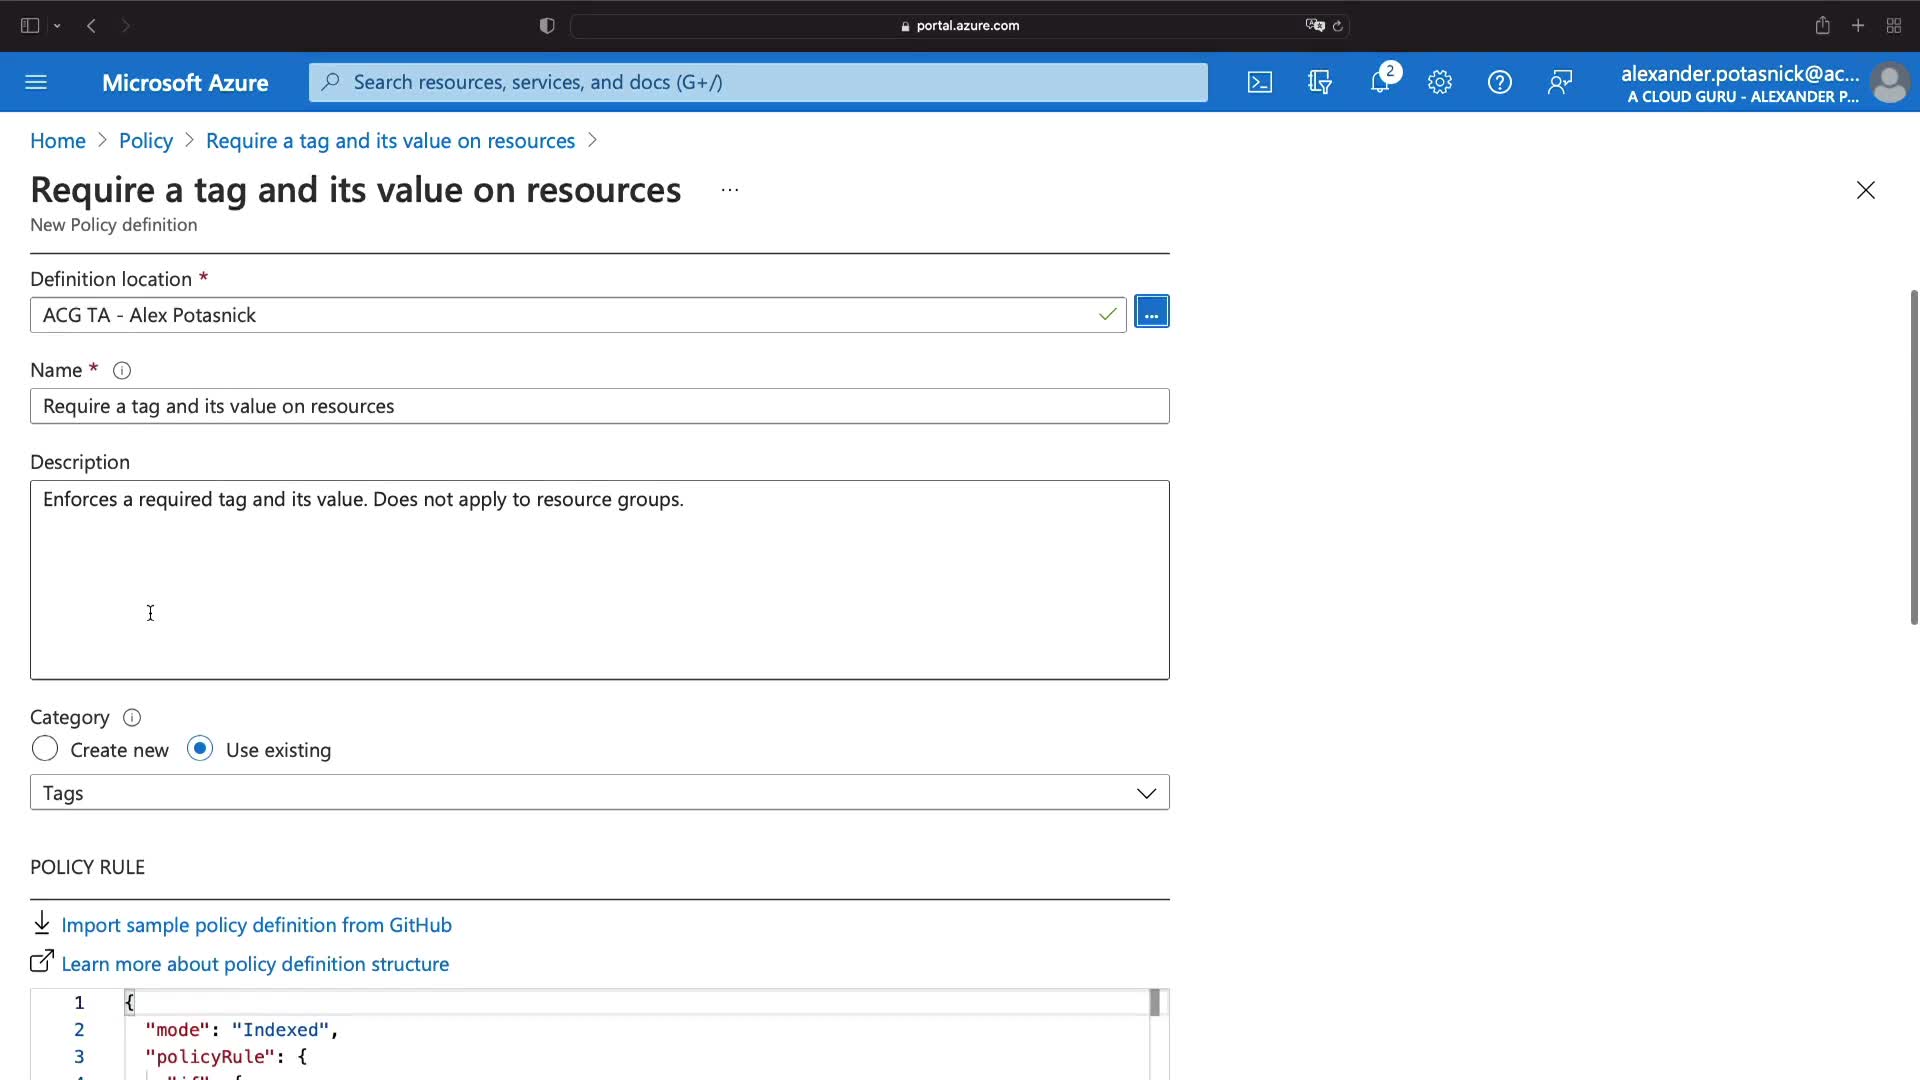 portal.azure.com
Microsoft Azure
Search resources, services, and docs (G+/)
2
alexander.potasnick@ac...
A CLOUD GURU - ALEXANDER P...
Home > Policy > Require a tag and its value on resources >
Require a tag and its value on resources ...
New Policy definition
Definition location *
ACG TA - Alex Potasnick
...
Name *
Require a tag and its value on resources
Description
Enforces a required tag and its value. Does not apply to resource groups.
Category
Create new Use existing
Tags
POLICY RULE
Import sample policy definition from GitHub
Learn more about policy definition structure
1 {
2 "mode": "Indexed",
3 "policyRule": {
4 "if": {